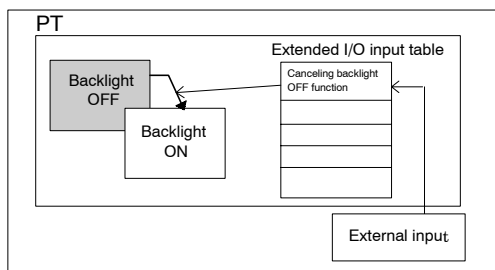 PT
Extended I/O input table
Backlight
OFF
Canceling backlight
OFF function
Backlight
ON
External input